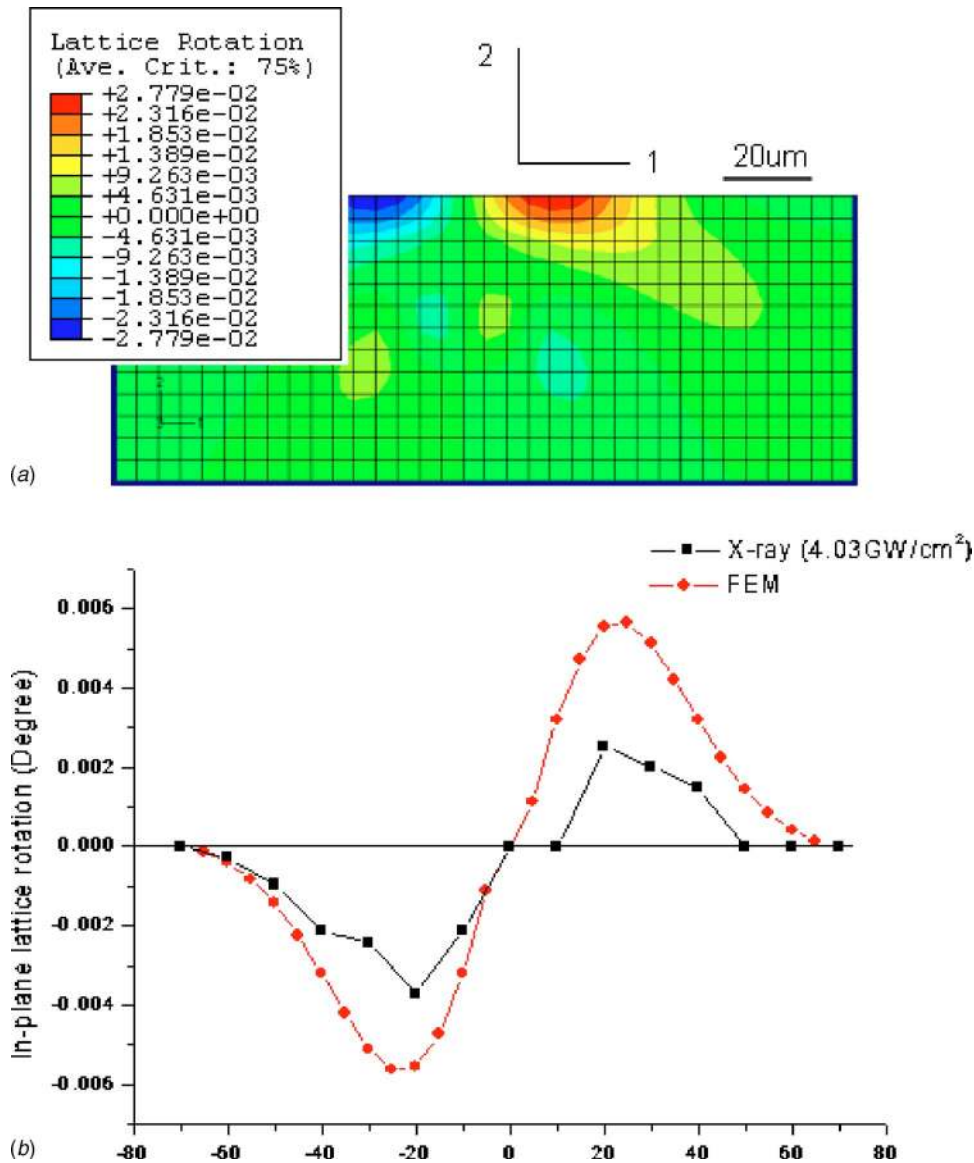 Lattice Rotation
(Ave. Crit.: 75%)
+2.779e-02
+2.316e-02
+1.853e-02
+1.389e-02
+9.263e-03
+4.631e-03
+0.000e+00
-4.631e-03
-9.263e-03
-1.389e-02
-1.853e-02
-2.316e-02
-2.779e-02
2
1
20um
(a)
X-ray (4.03GW/cm²)
FEM
In-plane lattice rotation (Degree)
0.006
0.004
0.002
0.000
-0.002
-0.004
-0.006
-80 -60 -40 -20 0 20 40 60 80
(b)